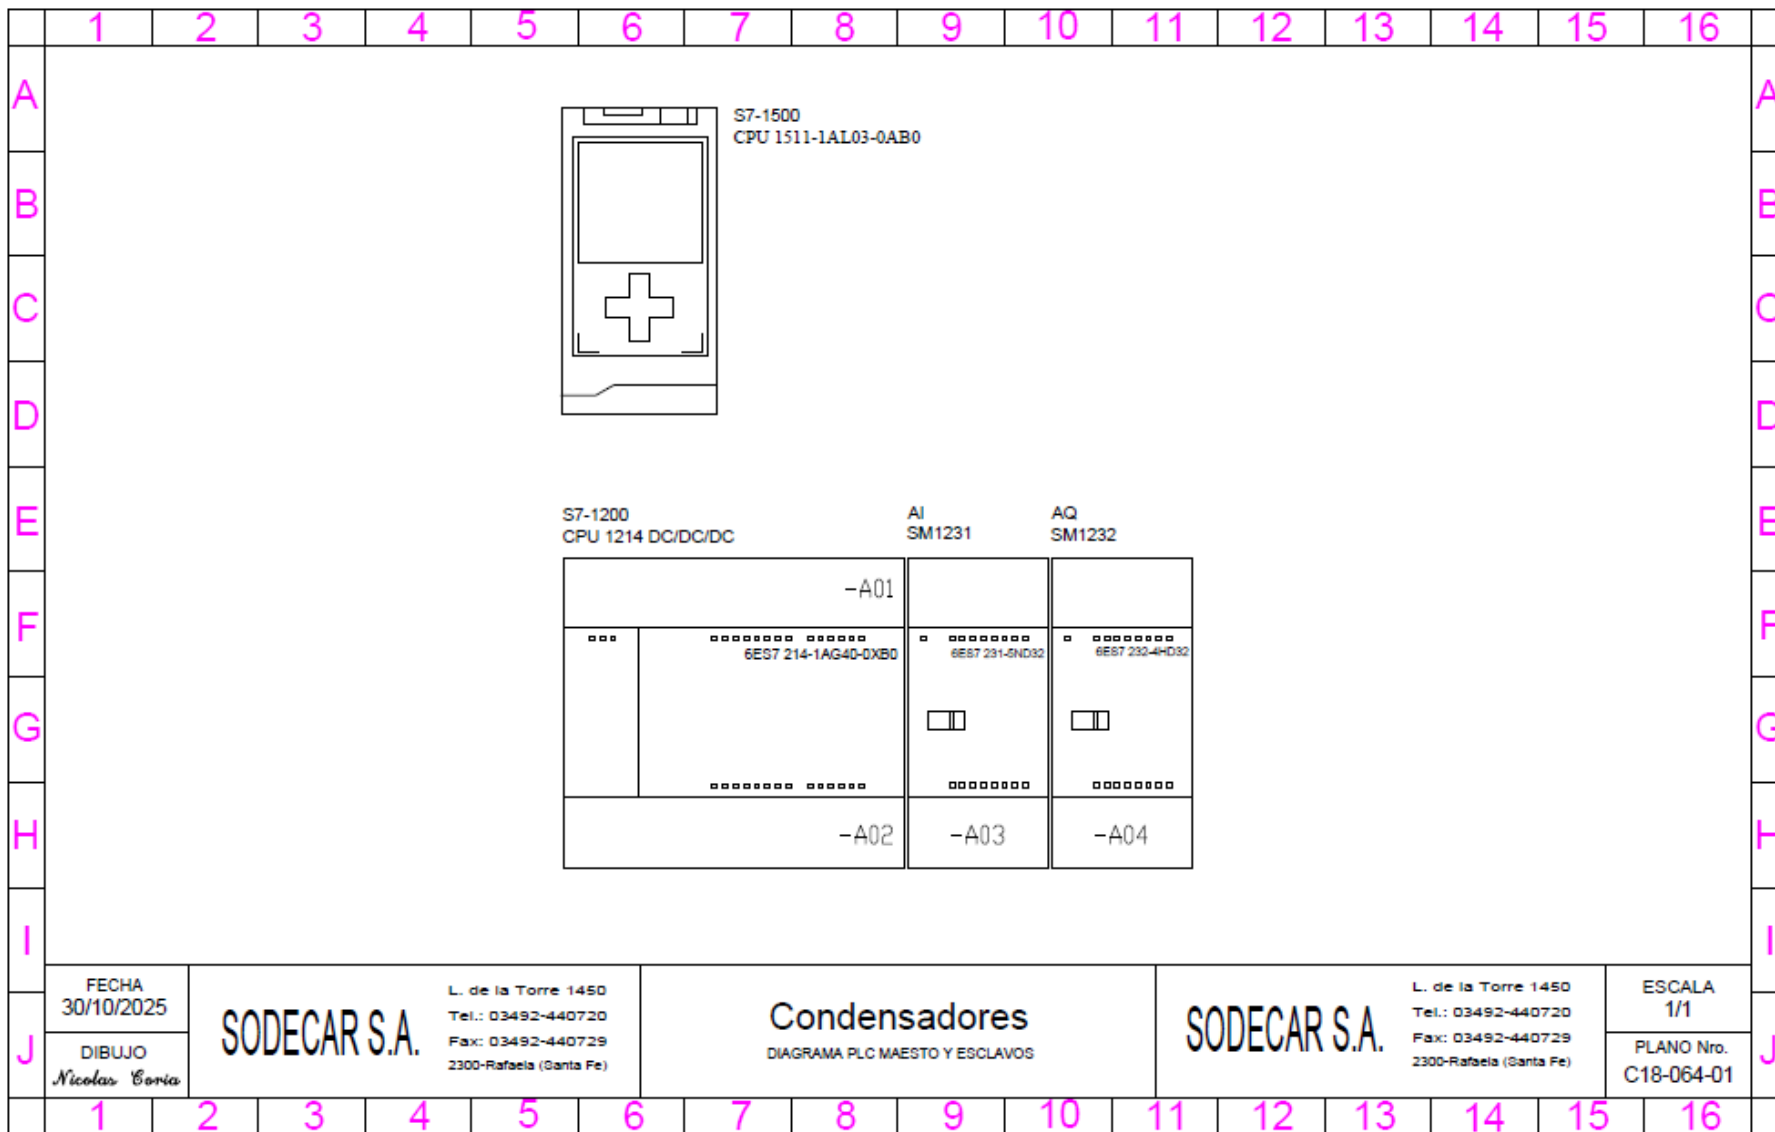 1 2 3 4 5 6 7 8 9 10 11 12 13 14 15 16
A A
B B
C C
D D
E E
F F
G G
H H
I I
J J
S7-1500
CPU 1511-1AL03-0AB0
S7-1200
CPU 1214 DC/DC/DC
AI
SM1231
AQ
SM1232
-A01
6ES7 214-1AG40-0XB0
6ES7 231-5ND32
6ES7 232-4HD32
-A02
-A03
-A04
FECHA
30/10/2025
DIBUJO
Nicolas Coria
SODECAR S.A.
L. de la Torre 1450
Tel.: 03492-440720
Fax: 03492-440729
2300-Rafaela (Santa Fe)
Condensadores
DIAGRAMA PLC MAESTO Y ESCLAVOS
SODECAR S.A.
L. de la Torre 1450
Tel.: 03492-440720
Fax: 03492-440729
2300-Rafaela (Santa Fe)
ESCALA
1/1
PLANO Nro.
C18-064-01
1 2 3 4 5 6 7 8 9 10 11 12 13 14 15 16